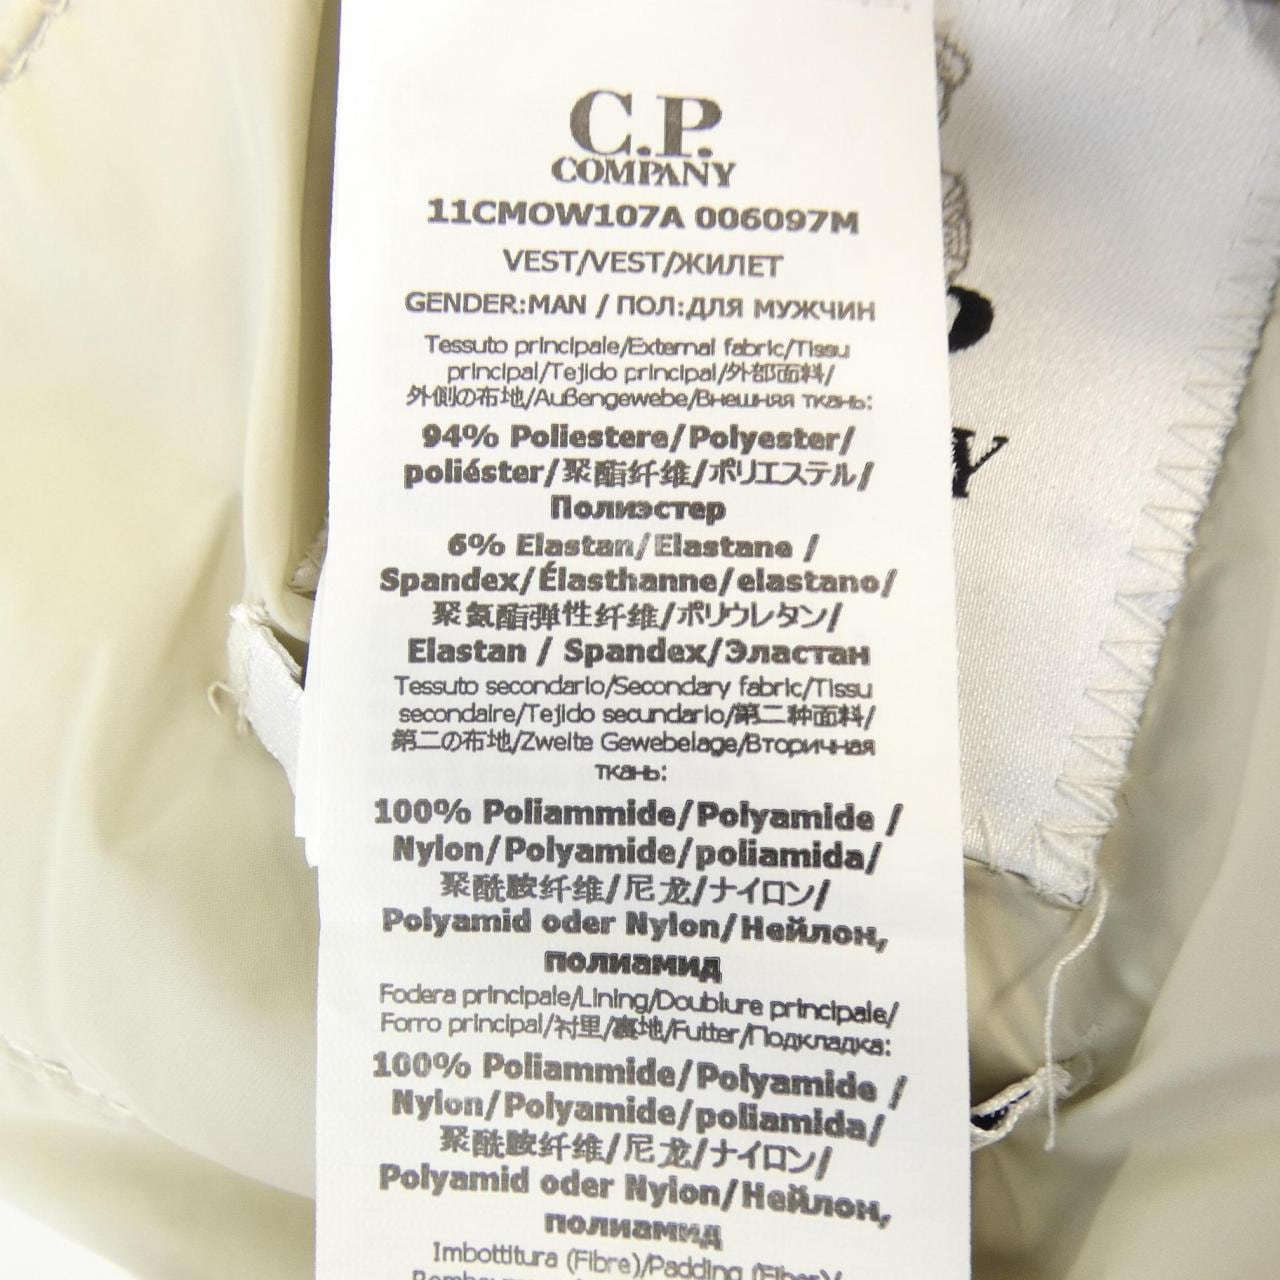 C.P.
COMPANY
11CMOW107A 006097M
VEST/VEST/ЖИЛЕТ
GENDER:MAN / ПОЛ:ДЛЯ МУЖЧИН
Tessuto principale/External fabric/Tissu
principal/Tejido principal/外部面料/
外側の布地/Außengewebe/Внешняя ткань:
94% Poliestere/Polyester/
poliéster/聚酯纤维/ポリエステル/
Полиэстер
6% Elastan/Elastane /
Spandex/Élasthanne/elastano/
聚氨酯弹性纤维/ポリウレタン/
Elastan / Spandex/Эластан
Tessuto secondario/Secondary fabric/Tissu
secondaire/Tejido secundario/第二种面料/
第二の布地/Zweite Gewebelage/Вторичная
ткань:
100% Poliammide/Polyamide /
Nylon/Polyamide/poliamida/
聚酰胺纤维/尼龙/ナイロン/
Polyamid oder Nylon/Нейлон,
полиамид
Fodera principale/Lining/Doublure principale/
Forro principal/衬里/裏地/Futter/Подкладка:
100% Poliammide/Polyamide /
Nylon/Polyamide/poliamida/
聚酰胺纤维/尼龙/ナイロン/
Polyamid oder Nylon/Нейлон,
полиамид
Imbottitura (Fibre)/Padding (Fiber)/
Y